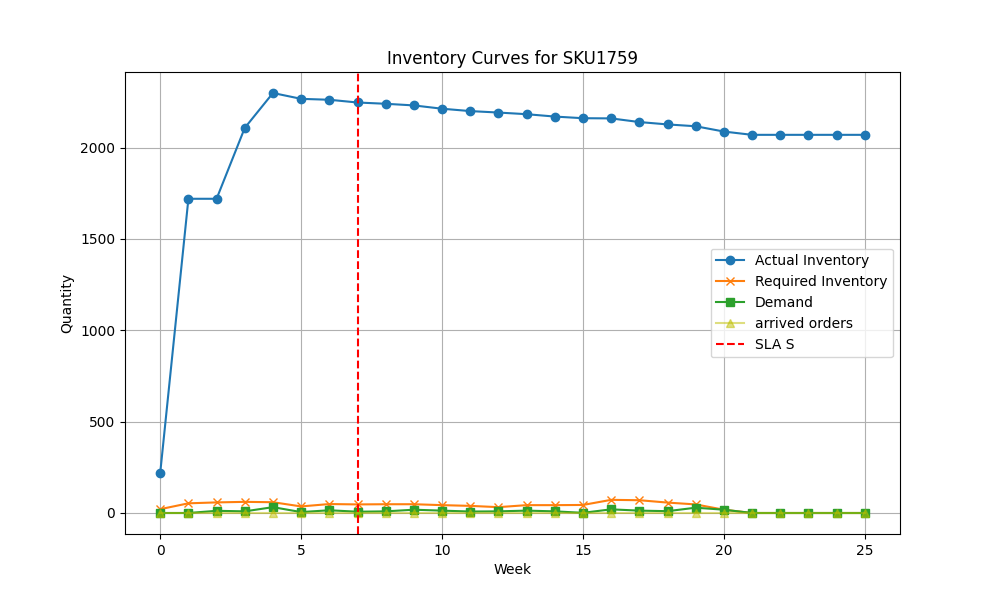 Inventory Curves for SKU1759
Quantity
2000
1500
1000
500
0
Actual Inventory
Required Inventory
Demand
arrived orders
SLA S
0 5 10 15 20 25
Week